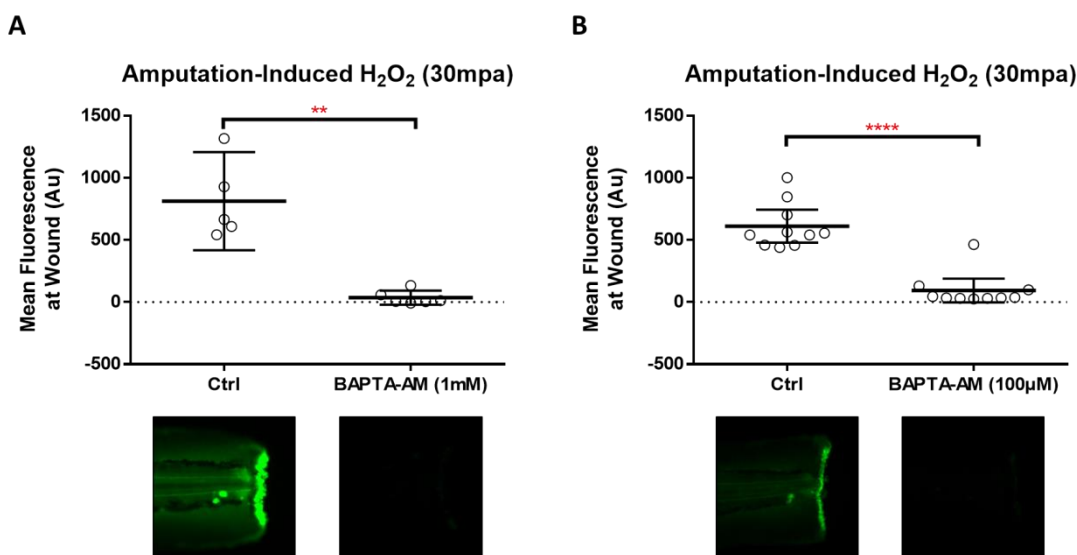 A
Amputation-Induced H₂O₂ (30mpa)
**
1500
1000
500
0
-500
Mean Fluorescence
at Wound (Au)
Ctrl
BAPTA-AM (1mM)
B
Amputation-Induced H₂O₂ (30mpa)
****
1500
1000
500
0
-500
Mean Fluorescence
at Wound (Au)
Ctrl
BAPTA-AM (100µM)